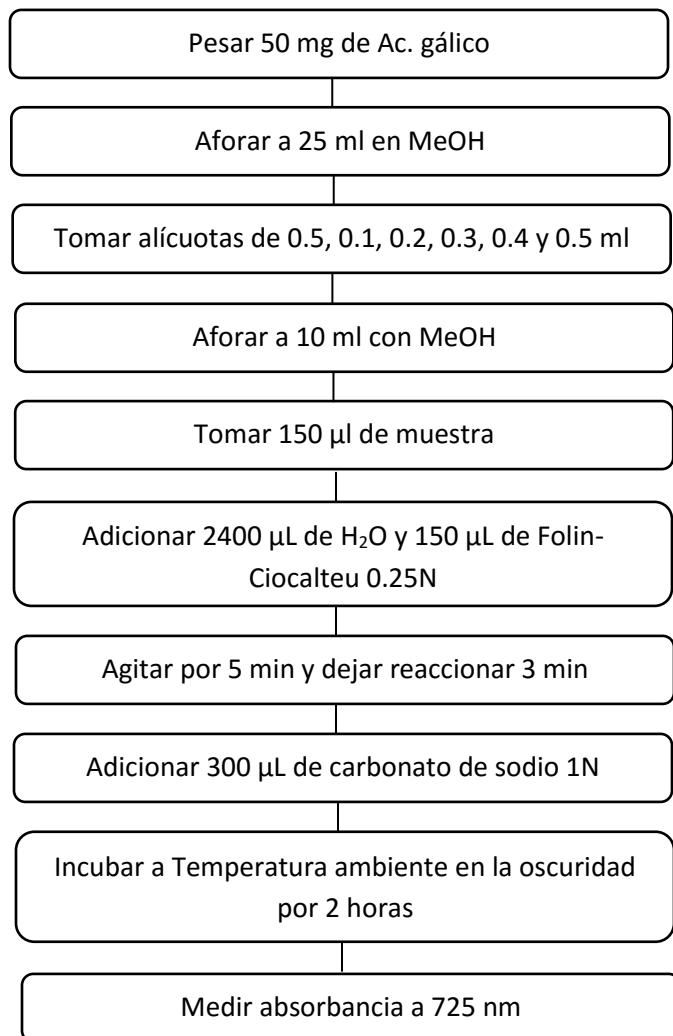 Pesar 50 mg de Ac. gálico
Aforar a 25 ml en MeOH
Tomar alícuotas de 0.5, 0.1, 0.2, 0.3, 0.4 y 0.5 ml
Aforar a 10 ml con MeOH
Tomar 150 µl de muestra
Adicionar 2400 µL de H₂O y 150 µL de Folin-
Ciocalteu 0.25N
Agitar por 5 min y dejar reaccionar 3 min
Adicionar 300 µL de carbonato de sodio 1N
Incubar a Temperatura ambiente en la oscuridad
por 2 horas
Medir absorbancia a 725 nm